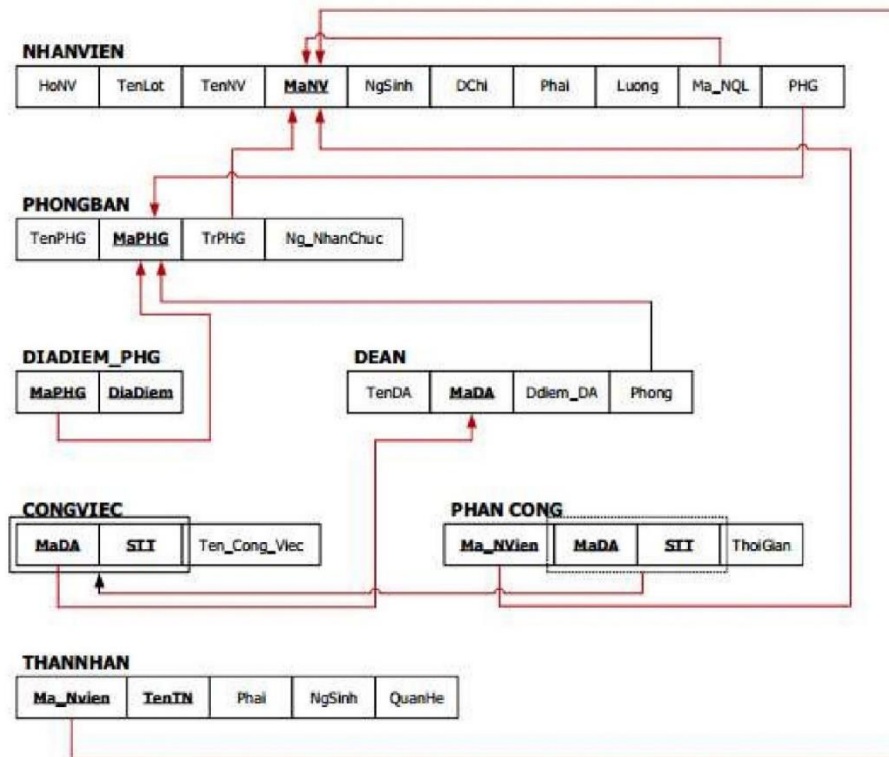 NHANVIEN
HoNV TenLot TenNV MaNV NgSinh DChi Phai Luong Ma_NQL PHG
PHONGBAN
TenPHG MaPHG TrPHG Ng_NhanChuc
DIADIEM_PHG
MaPHG DiaDiem
DEAN
TenDA MaDA Ddiem_DA Phong
CONGVIEC
MaDA STT Ten_Cong_Viec
PHAN CONG
Ma_NVien MaDA STT ThoiGian
THANNHAN
Ma_Nvien TenTN Phai NgSinh QuanHe